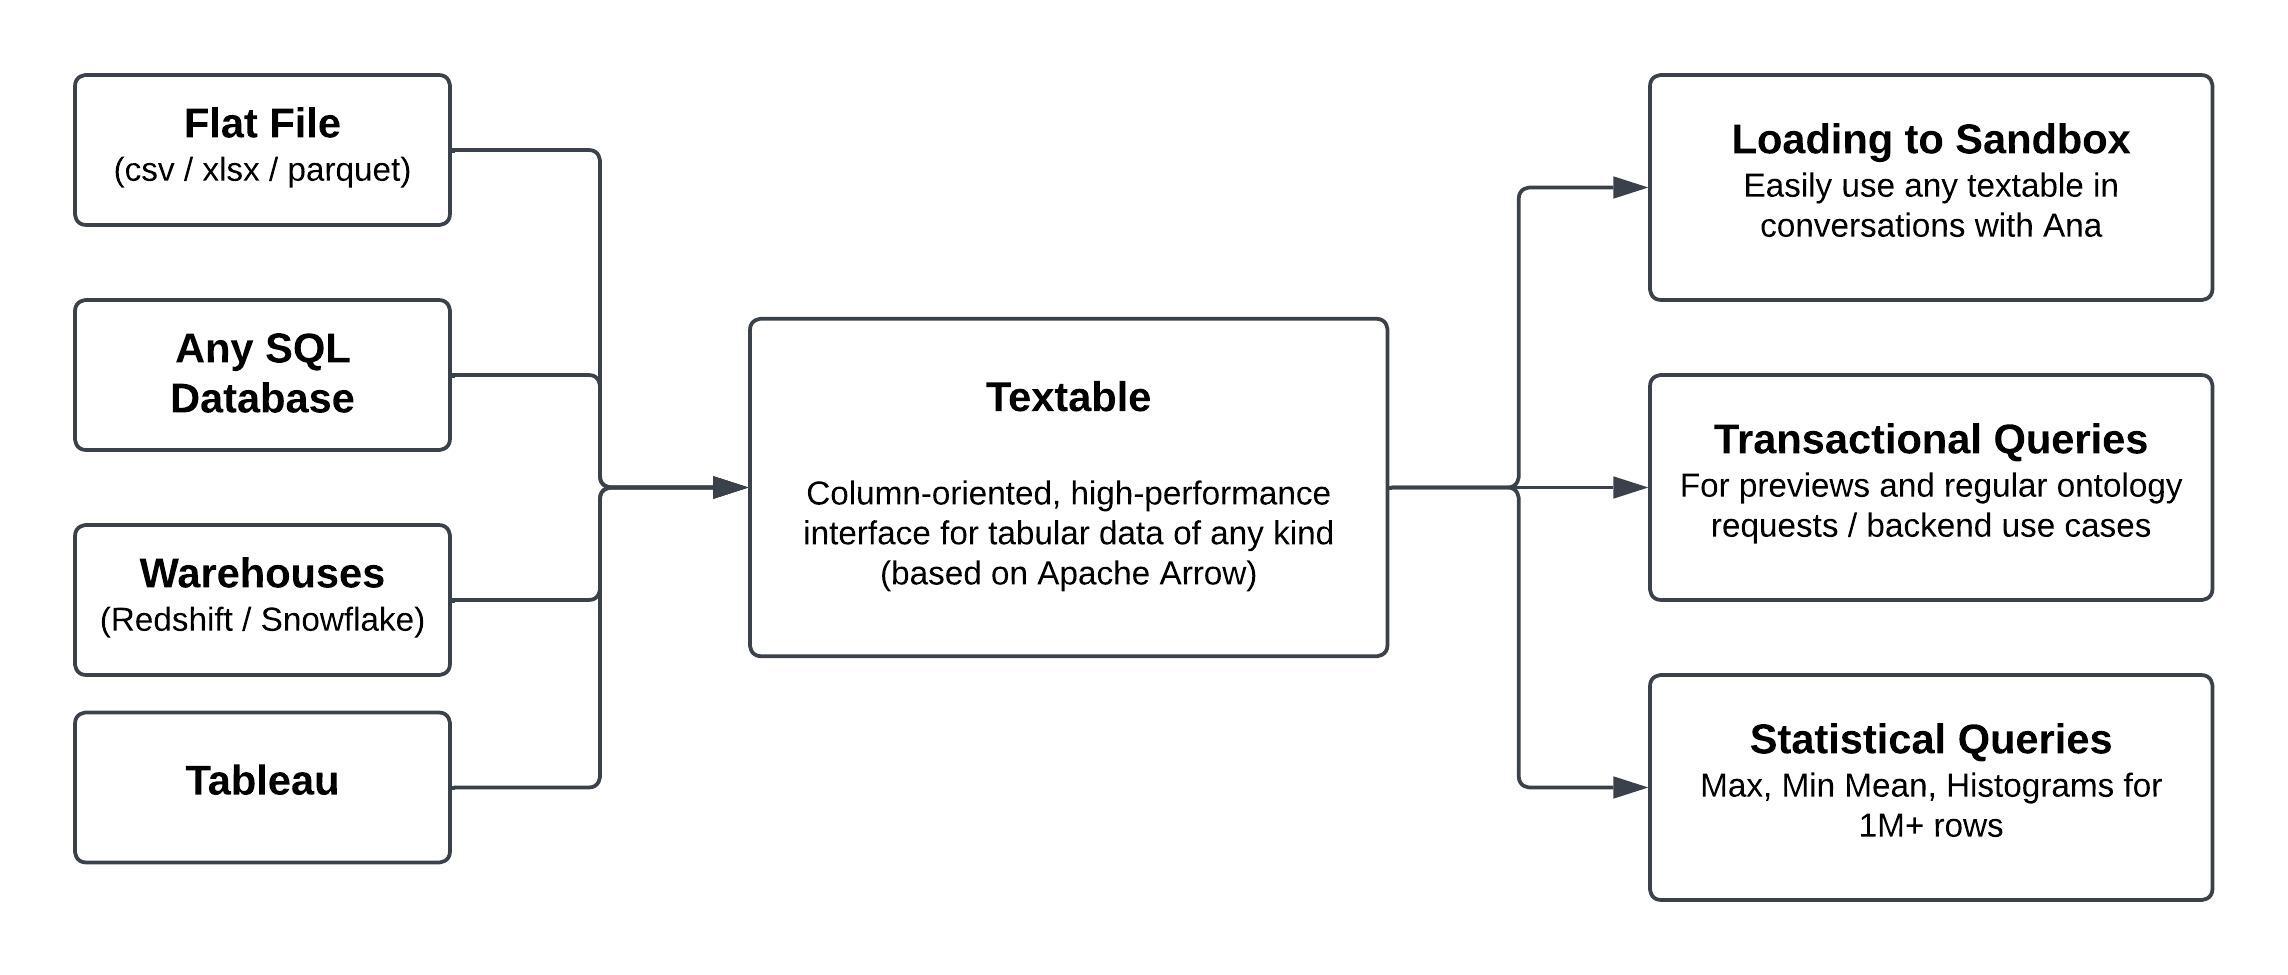 Flat File
(csv / xlsx / parquet)
Any SQL
Database
Warehouses
(Redshift / Snowflake)
Tableau
Textable
Column-oriented, high-performance
interface for tabular data of any kind
(based on Apache Arrow)
Loading to Sandbox
Easily use any textable in
conversations with Ana
Transactional Queries
For previews and regular ontology
requests / backend use cases
Statistical Queries
Max, Min Mean, Histograms for
1M+ rows